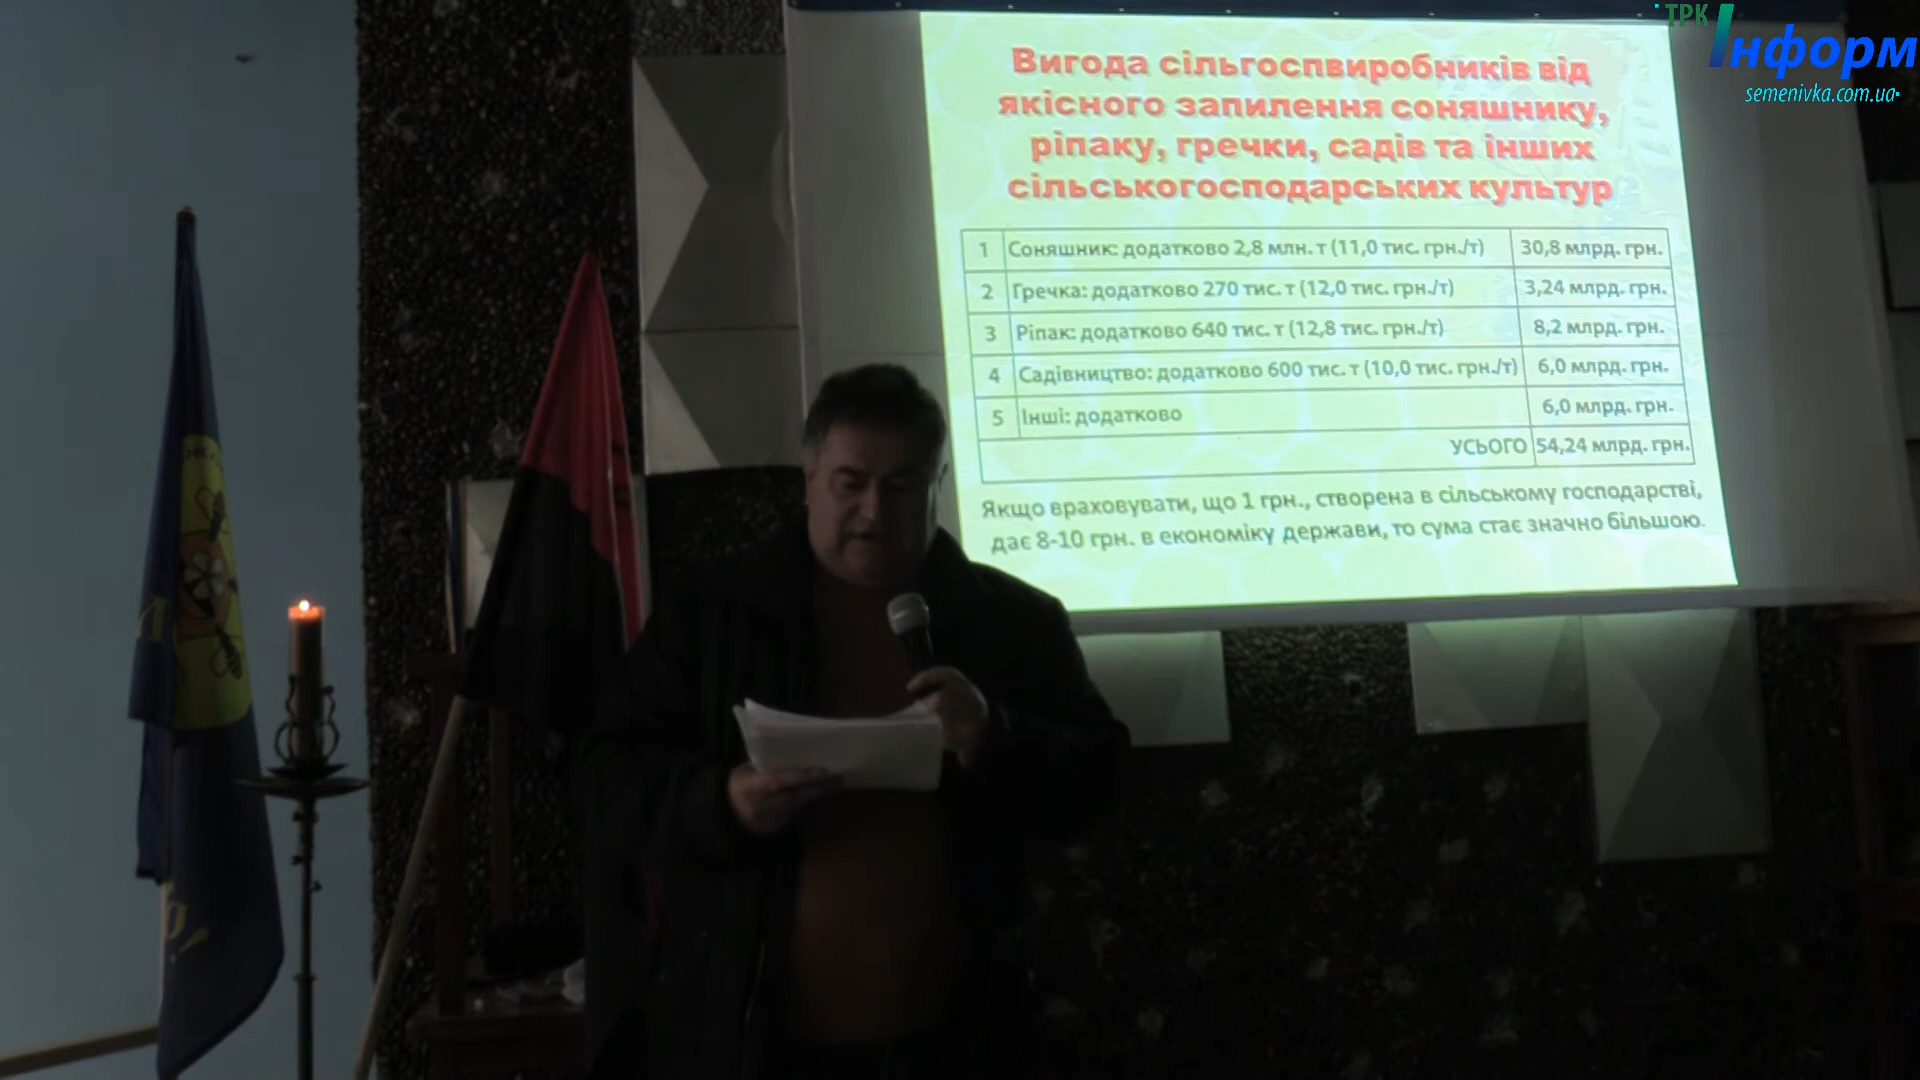 ТРК
Інформ
semenivka.com.ua
Вигода сільгоспвиробників від
якісного запилення соняшнику,
ріпаку, гречки, садів та інших
сільськогосподарських культур
1 Соняшник: додатково 2,8 млн. т (11,0 тис. грн./т) 30,8 млрд. грн.
2 Гречка: додатково 270 тис. т (12,0 тис. грн./т) 3,24 млрд. грн.
3 Ріпак: додатково 640 тис. т (12,8 тис. грн./т) 8,2 млрд. грн.
4 Садівництво: додатково 600 тис. т (10,0 тис. грн./т) 6,0 млрд. грн.
5 Інші: додатково 6,0 млрд. грн.
УСЬОГО 54,24 млрд. грн.
Якщо враховувати, що 1 грн., створена в сільському господарстві,
дає 8-10 грн. в економіку держави, то сума стає значно більшою.